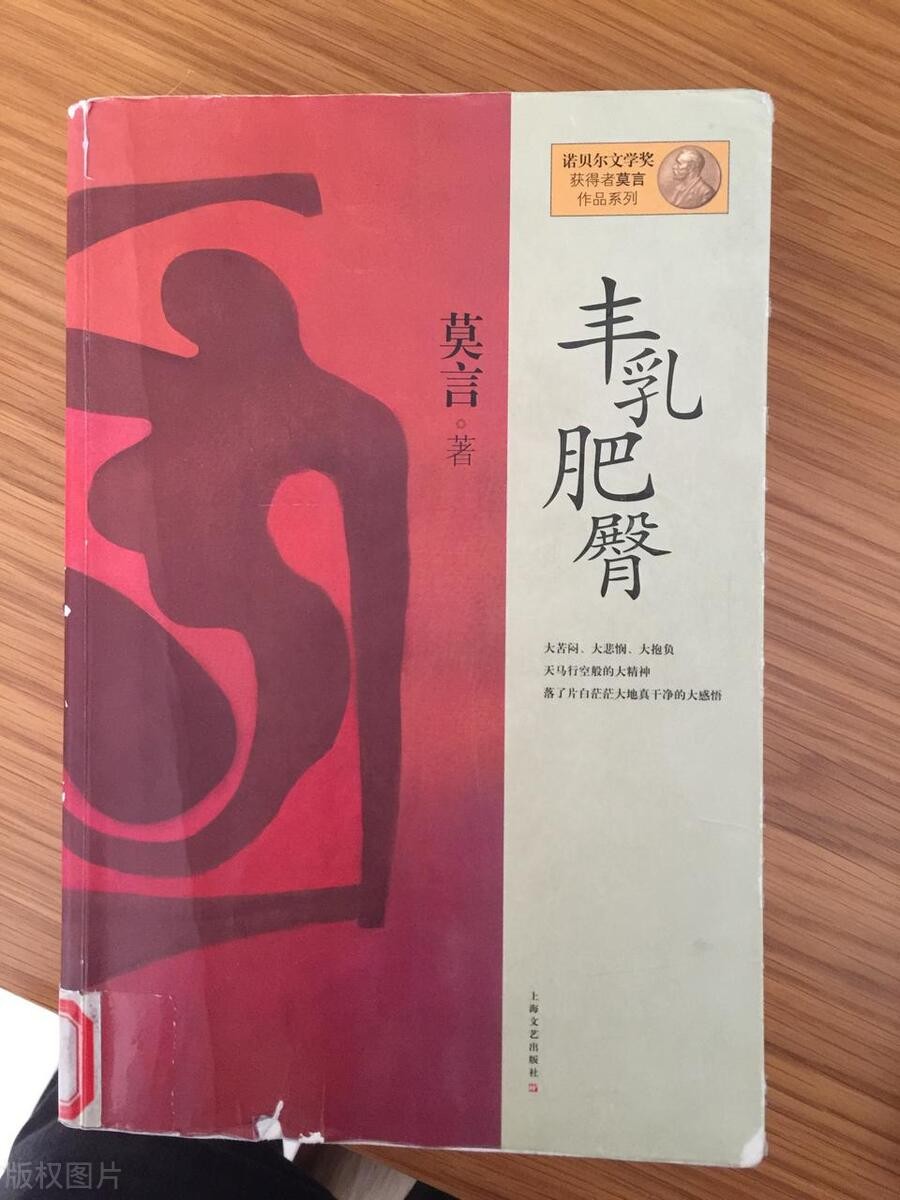 诺贝尔文学奖
获得者莫言
作品系列
丰乳肥臀
莫言·著
大苦闷、大悲悯、大抱负
天马行空般的大精神
落了片白茫茫大地真干净的大感悟
上海文艺出版社
版权图片